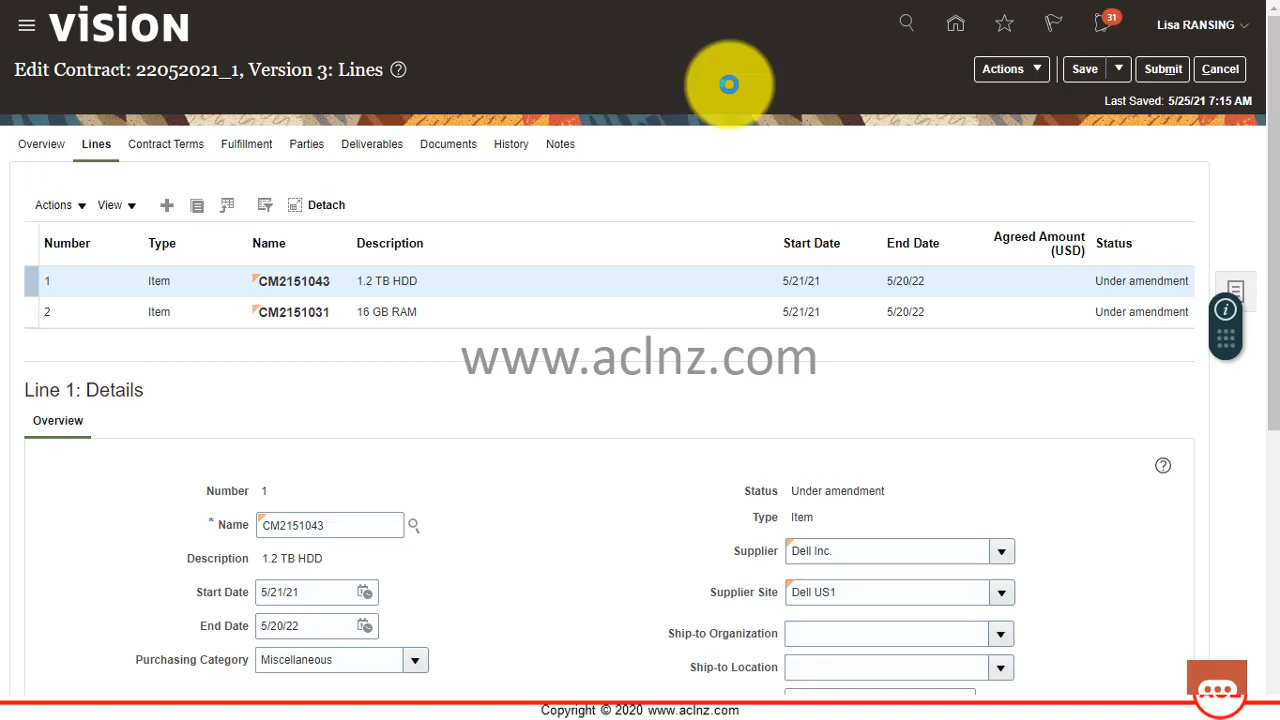 vision
31
Lisa RANSING
Edit Contract: 22052021_1, Version 3: Lines
Actions
Save
Submit
Cancel
Last Saved: 5/25/21 7:15 AM
Overview Lines Contract Terms Fulfillment Parties Deliverables Documents History Notes
Actions View Detach
Number Type Name Description Start Date End Date Agreed Amount (USD) Status
1 Item CM2151043 1.2 TB HDD 5/21/21 5/20/22 Under amendment
2 Item CM2151031 16 GB RAM 5/21/21 5/20/22 Under amendment
www.aclnz.com
Line 1: Details
Overview
Number 1
* Name CM2151043
Description 1.2 TB HDD
Start Date 5/21/21
End Date 5/20/22
Purchasing Category Miscellaneous
Status Under amendment
Type Item
Supplier Dell Inc.
Supplier Site Dell US1
Ship-to Organization
Ship-to Location
Copyright © 2020 www.aclnz.com